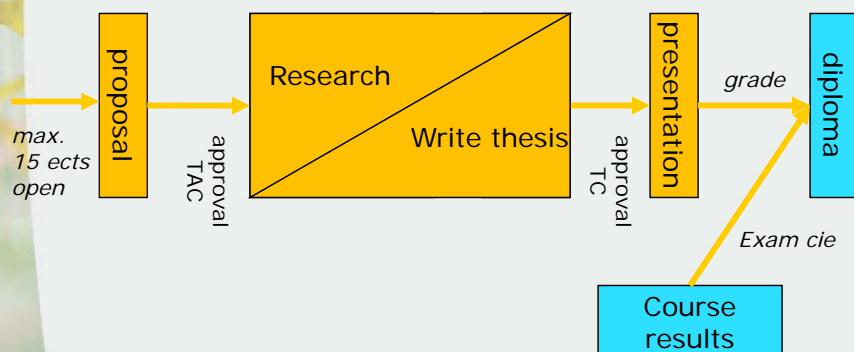 max.
15 ects
open
proposal
approval
TAC
Research
Write thesis
approval
TC
presentation
grade
diploma
Exam cie
Course
results